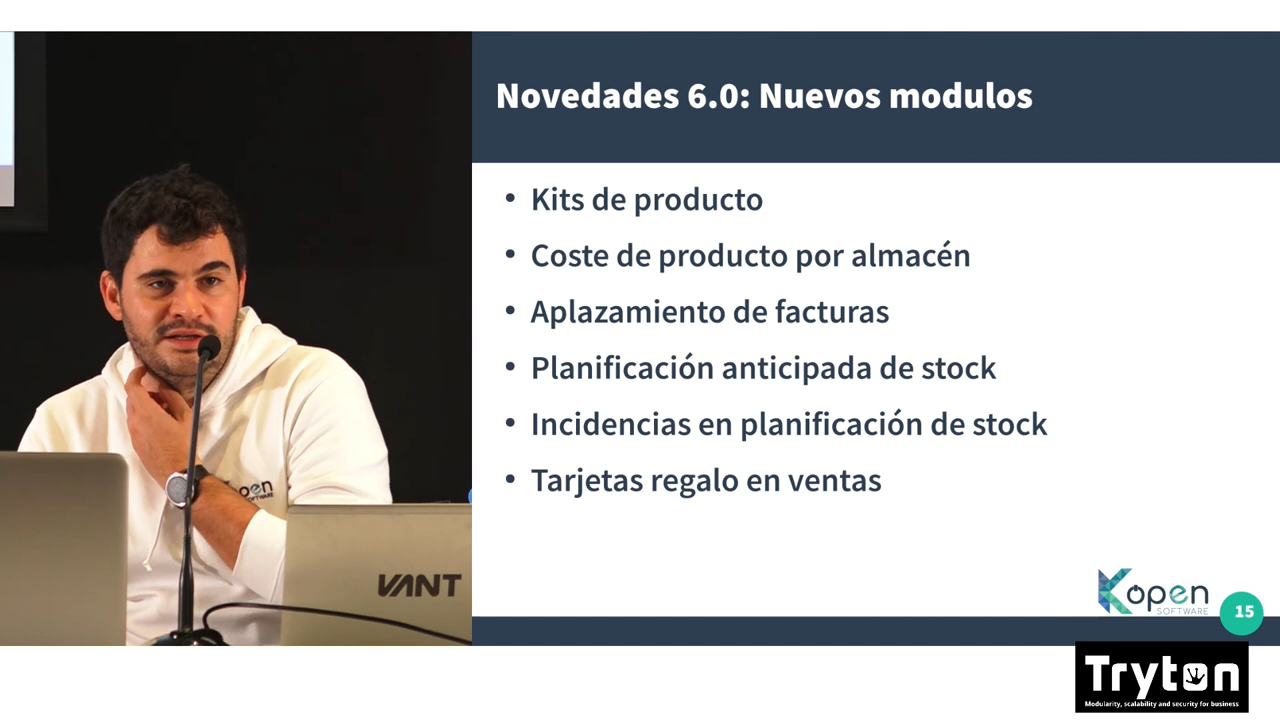 Novedades 6.0: Nuevos modulos
• Kits de producto
• Coste de producto por almacén
• Aplazamiento de facturas
• Planificación anticipada de stock
• Incidencias en planificación de stock
• Tarjetas regalo en ventas
open
SOFTWARE
VANT
Kopen
SOFTWARE
15
Tryton
Modularity, scalability and security for business